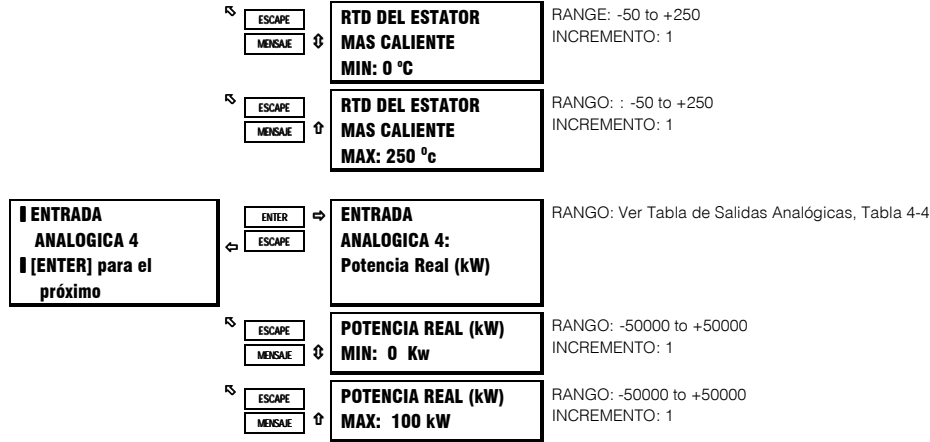 ESCAPE
MENSAJE
RTD DEL ESTATOR
MAS CALIENTE
MIN: 0 ºC
RANGE: -50 to +250
INCREMENTO: 1
ESCAPE
MENSAJE
RTD DEL ESTATOR
MAS CALIENTE
MAX: 250 ⁰c
RANGO: : -50 to +250
INCREMENTO: 1
ENTRADA
ANALOGICA 4
[ENTER] para el
próximo
ENTER
ESCAPE
ENTRADA
ANALOGICA 4:
Potencia Real (kW)
RANGO: Ver Tabla de Salidas Analógicas, Tabla 4-4
ESCAPE
MENSAJE
POTENCIA REAL (kW)
MIN: 0 Kw
RANGO: -50000 to +50000
INCREMENTO: 1
ESCAPE
MENSAJE
POTENCIA REAL (kW)
MAX: 100 kW
RANGO: -50000 to +50000
INCREMENTO: 1